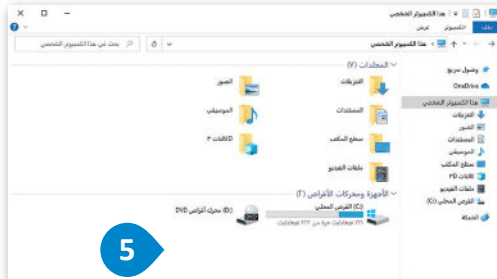 هذا الكمبيوتر الشخصي
ملف الكمبيوتر عرض
هذا الكمبيوتر الشخصي
بحث في هذا الكمبيوتر الشخصي
وصول سريع
OneDrive
هذا الكمبيوتر الشخصي
التنزيلات
الصور
المستندات
الموسيقى
سطح المكتب
كائنات 3D
ملفات الفيديو
القرص المحلي (C:)
الشبكة
المجلدات (٧)
التنزيلات
الصور
المستندات
الموسيقى
سطح المكتب
كائنات ٣D
ملفات الفيديو
الأجهزة ومحركات الأقراص (٢)
القرص المحلي (C:)
(D:) محرك أقراص DVD
5